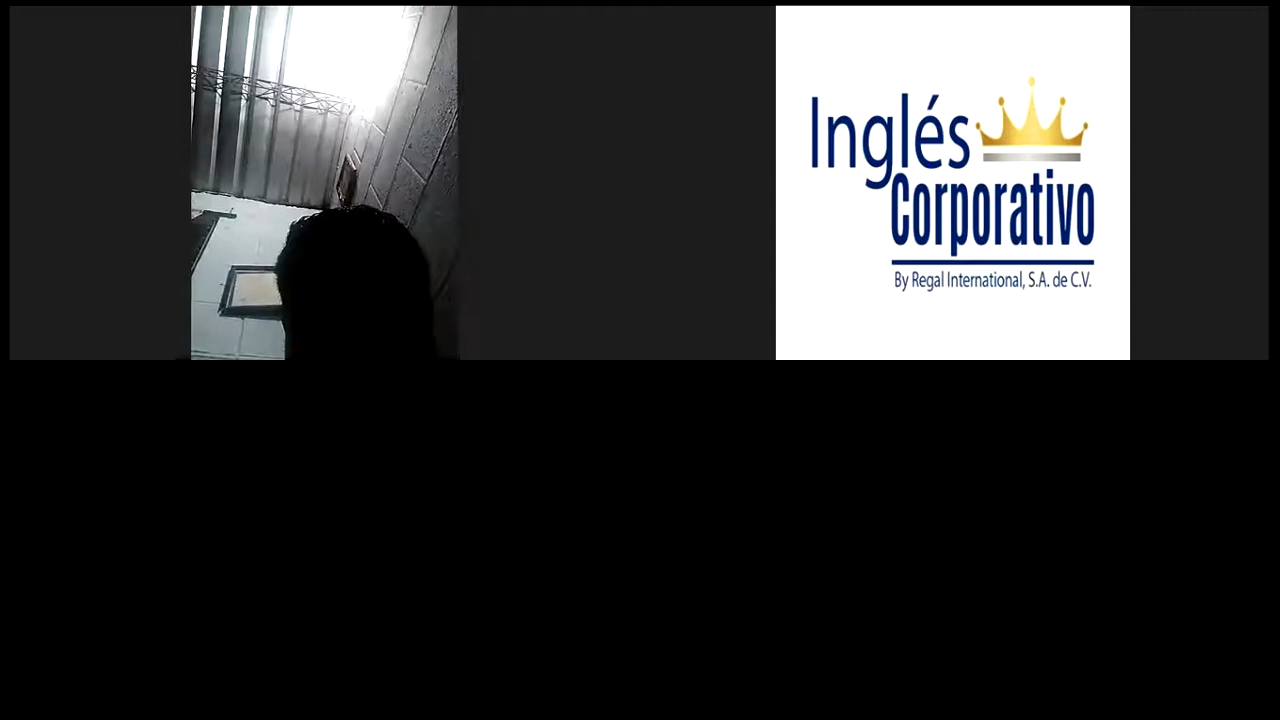 Inglés
Corporativo
By Regal International, S.A. de C.V.